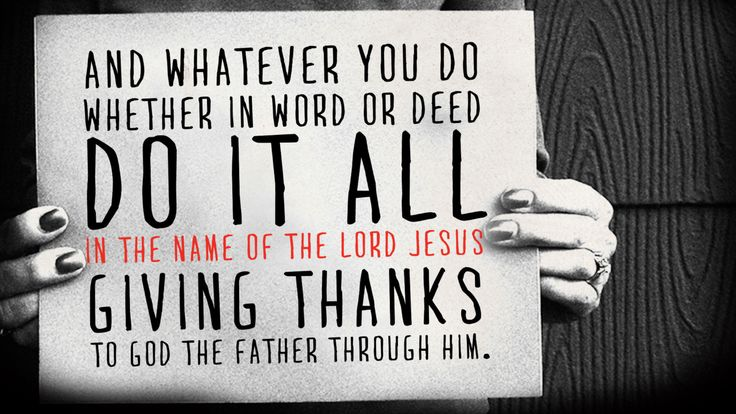 AND WHATEVER YOU DO
WHETHER IN WORD OR DEED
DO IT ALL
IN THE NAME OF THE LORD JESUS
GIVING THANKS
TO GOD THE FATHER THROUGH HIM.